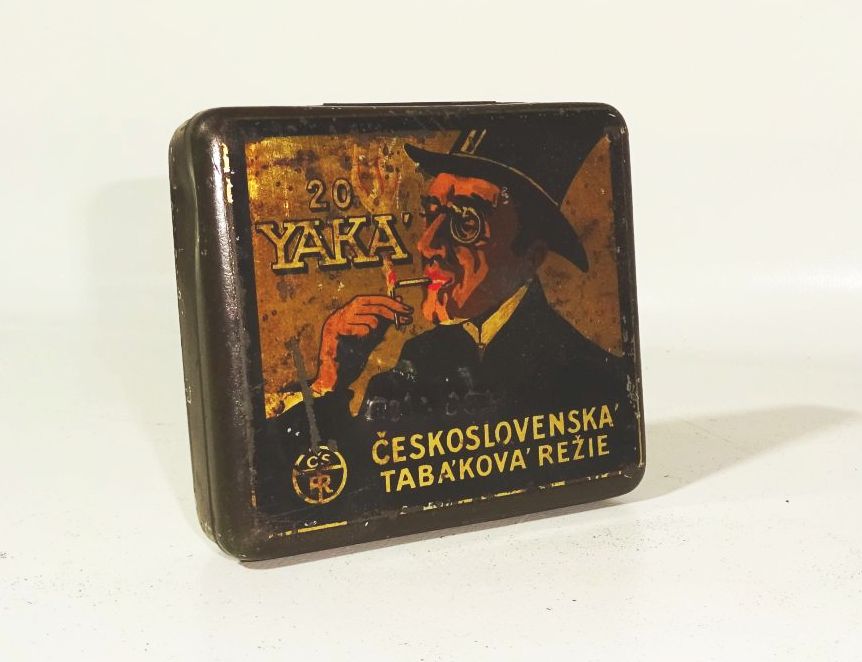 20
YAKA'
ČESKOSLOVENSKA'
TABA'KOVA' REŽIE
ČS
TR